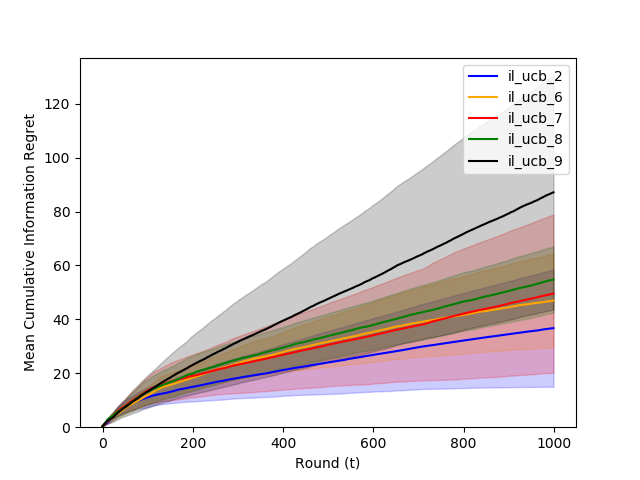 il_ucb_2
il_ucb_6
il_ucb_7
il_ucb_8
il_ucb_9
Mean Cumulative Information Regret
120
100
80
60
40
20
0
0 200 400 600 800 1000
Round (t)